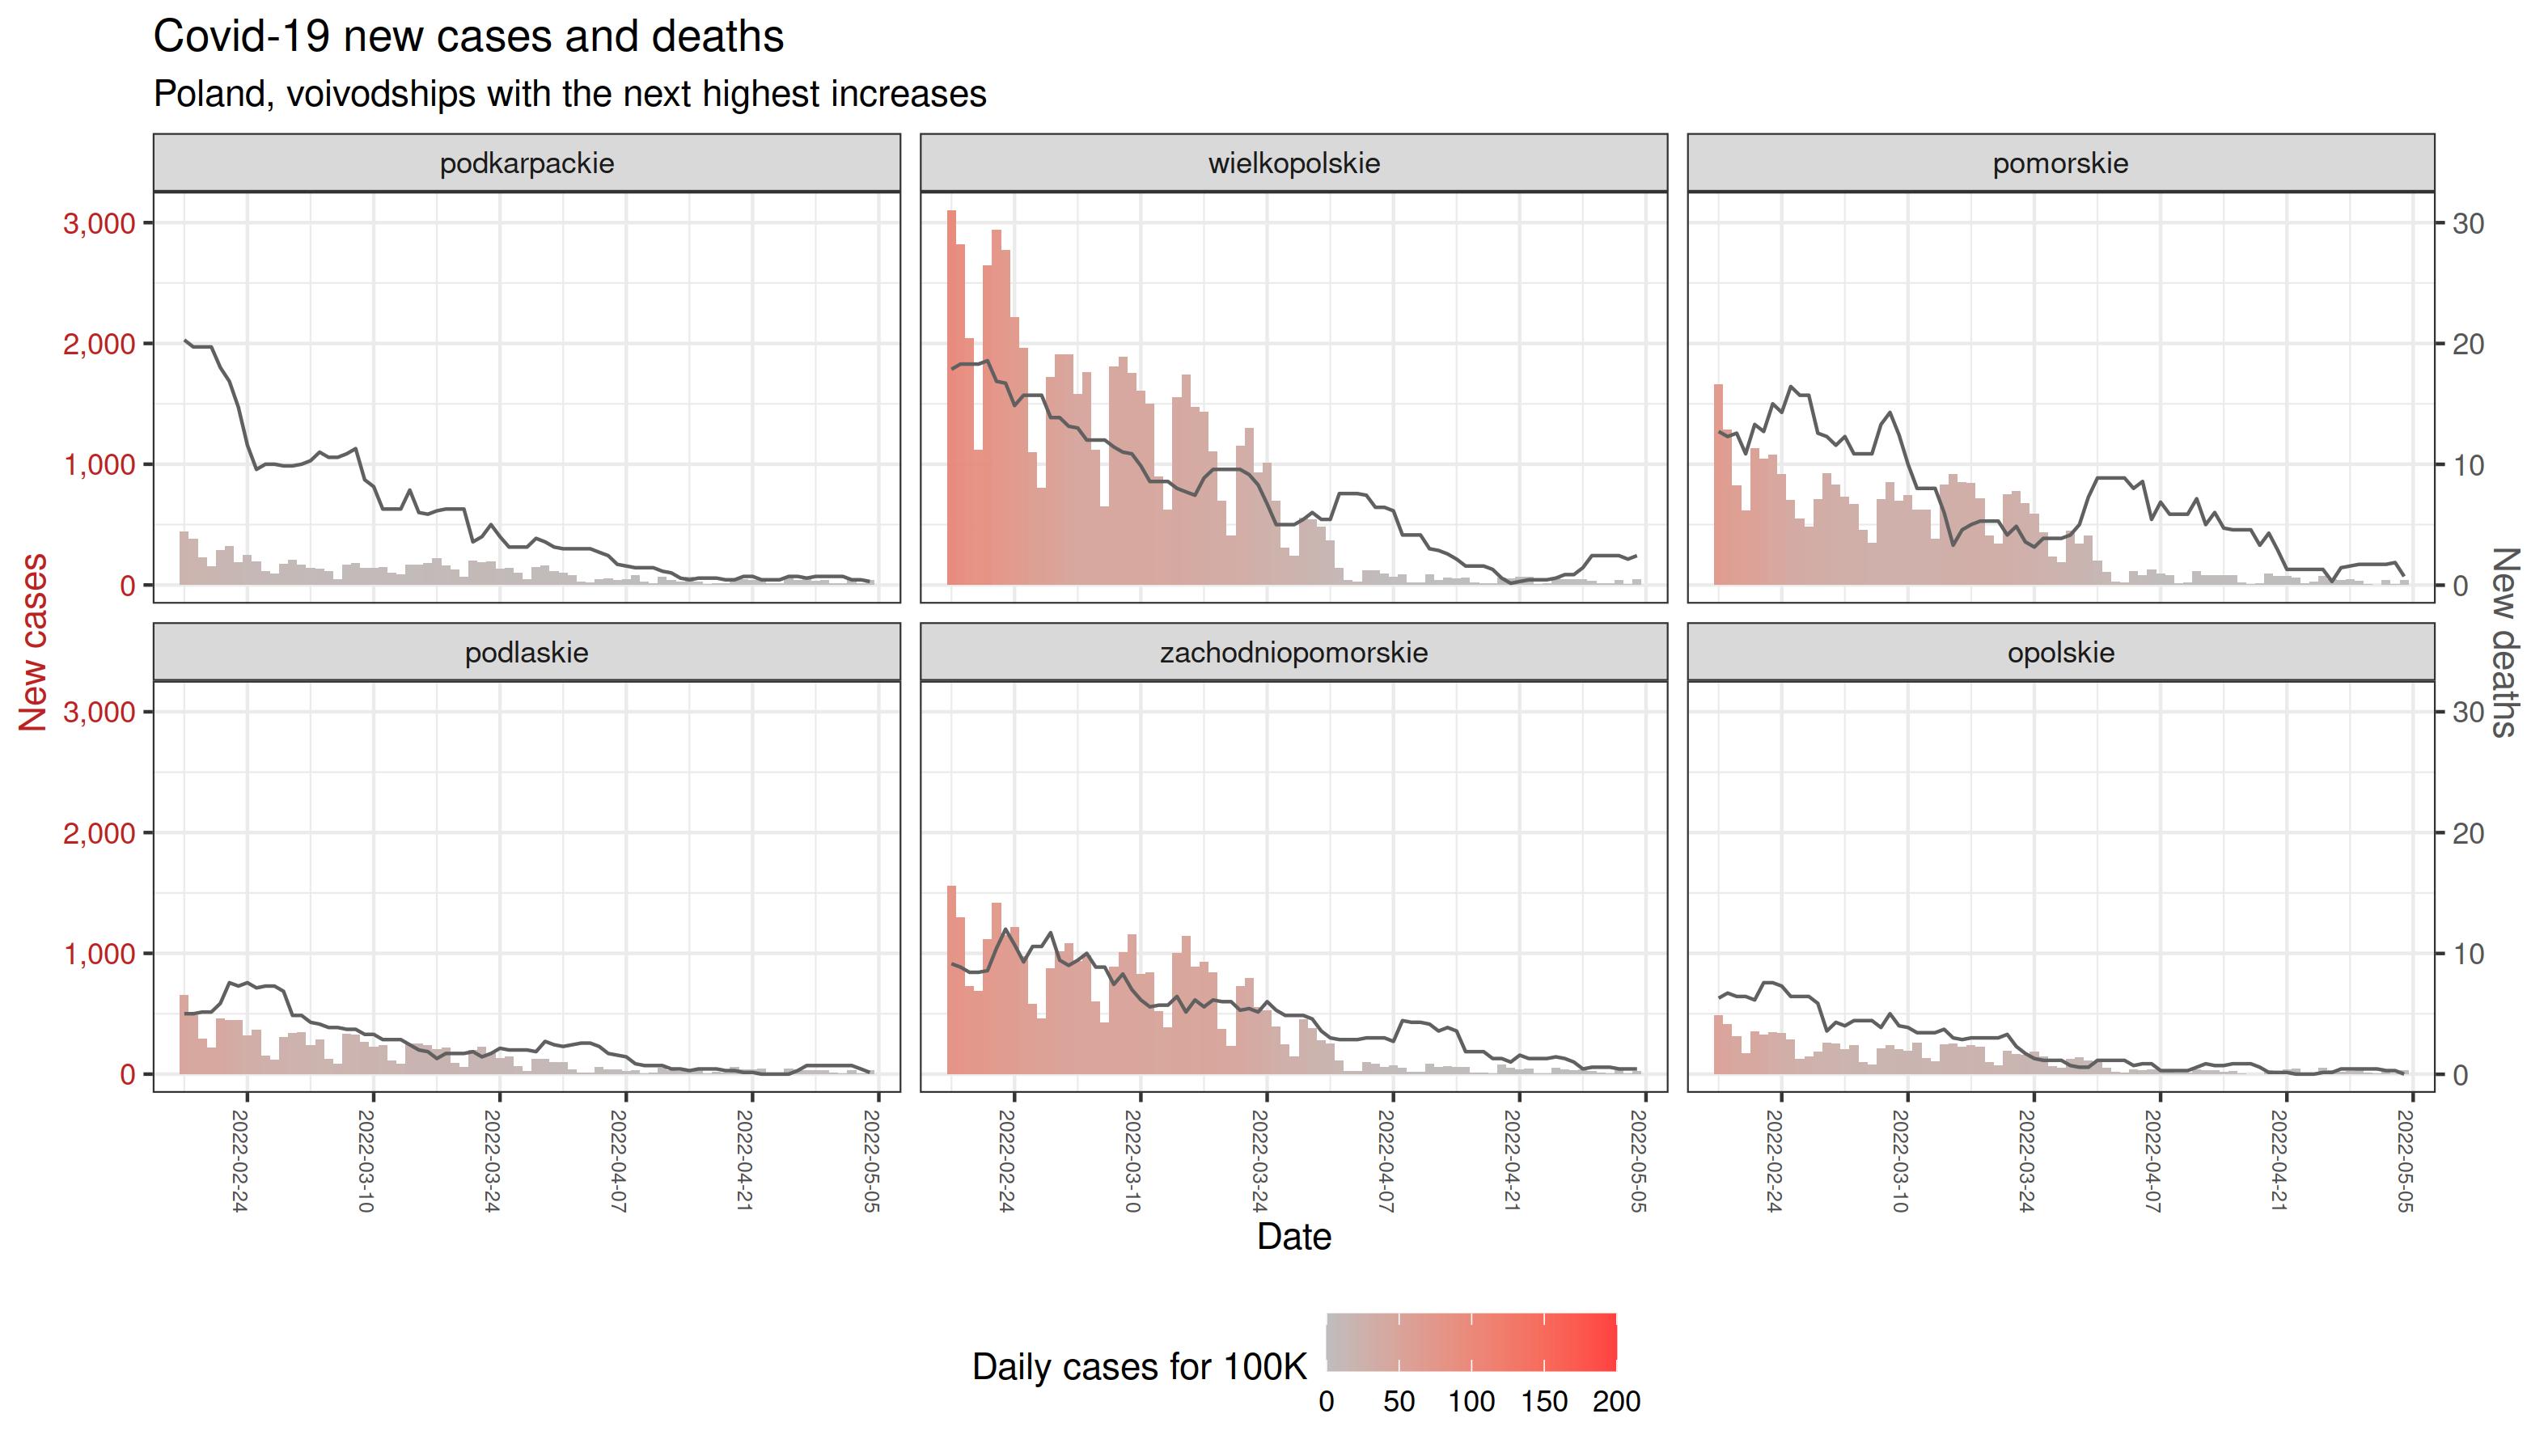 Covid-19 new cases and deaths
Poland, voivodships with the next highest increases
podkarpackie
wielkopolskie
pomorskie
3,000
2,000
1,000
0
30
20
10
0
New cases
New deaths
podlaskie
zachodniopomorskie
opolskie
3,000
2,000
1,000
0
30
20
10
0
2022-02-24
2022-03-10
2022-03-24
2022-04-07
2022-04-21
2022-05-05
2022-02-24
2022-03-10
2022-03-24
2022-04-07
2022-04-21
2022-05-05
2022-02-24
2022-03-10
2022-03-24
2022-04-07
2022-04-21
2022-05-05
Date
Daily cases for 100K
0 50 100 150 200